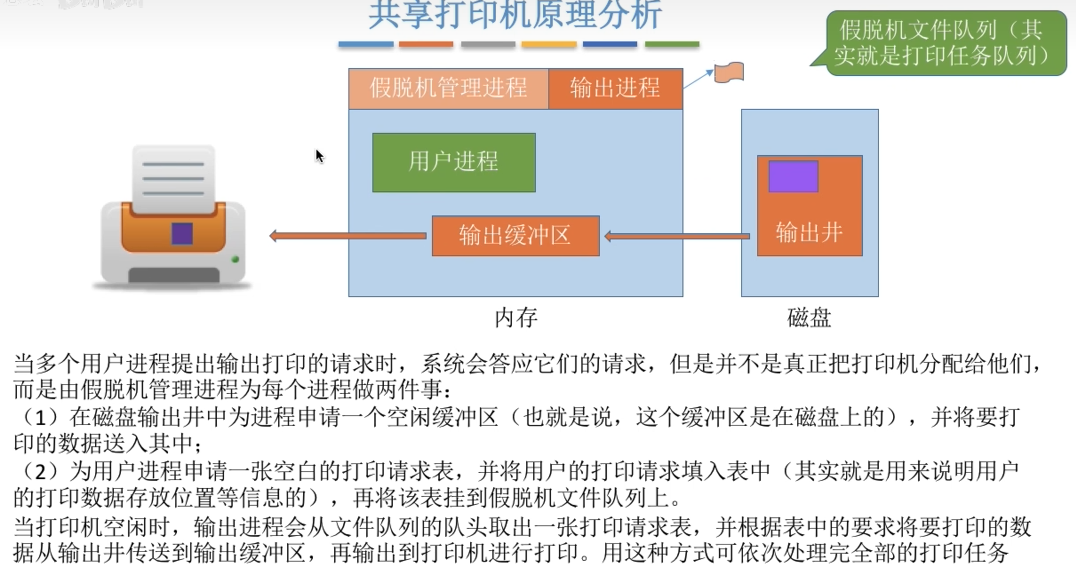 共享打印机原理分析
假脱机文件队列（其
实就是打印任务队列）
假脱机管理进程
输出进程
用户进程
输出缓冲区
输出井
内存
磁盘
当多个用户进程提出输出打印的请求时，系统会答应它们的请求，但是并不是真正把打印机分配给他们，
而是由假脱机管理进程为每个进程做两件事：
（1）在磁盘输出井中为进程申请一个空闲缓冲区（也就是说，这个缓冲区是在磁盘上的），并将要打
印的数据送入其中；
（2）为用户进程申请一张空白的打印请求表，并将用户的打印请求填入表中（其实就是用来说明用户
的打印数据存放位置等信息的），再将该表挂到假脱机文件队列上。
当打印机空闲时，输出进程会从文件队列的队头取出一张打印请求表，并根据表中的要求将要打印的数
据从输出井传送到输出缓冲区，再输出到打印机进行打印。用这种方式可依次处理完全部的打印任务